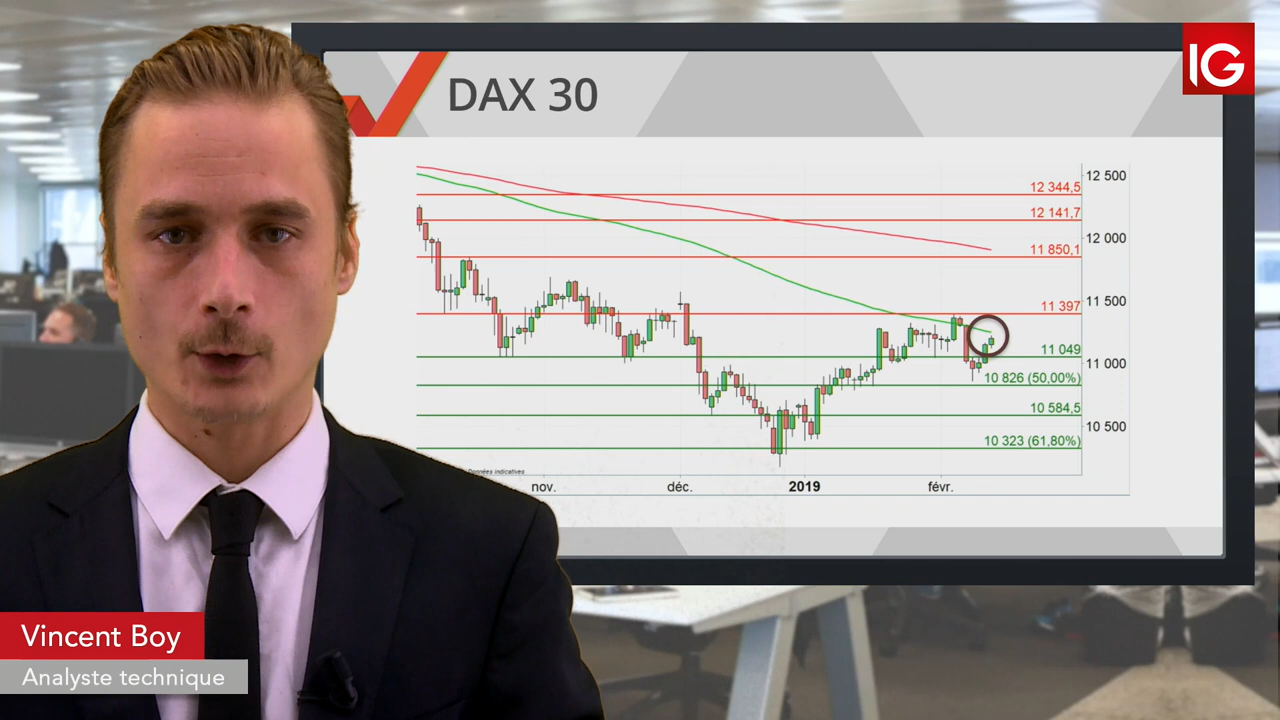 IG
DAX 30
12 500
12 344,5
12 141,7
12 000
11 850,1
11 500
11 397
11 049
11 000
10 826 (50,00%)
10 584,5
10 500
10 323 (61,80%)
Données indicatives
nov.
déc.
2019
févr.
Vincent Boy
Analyste technique